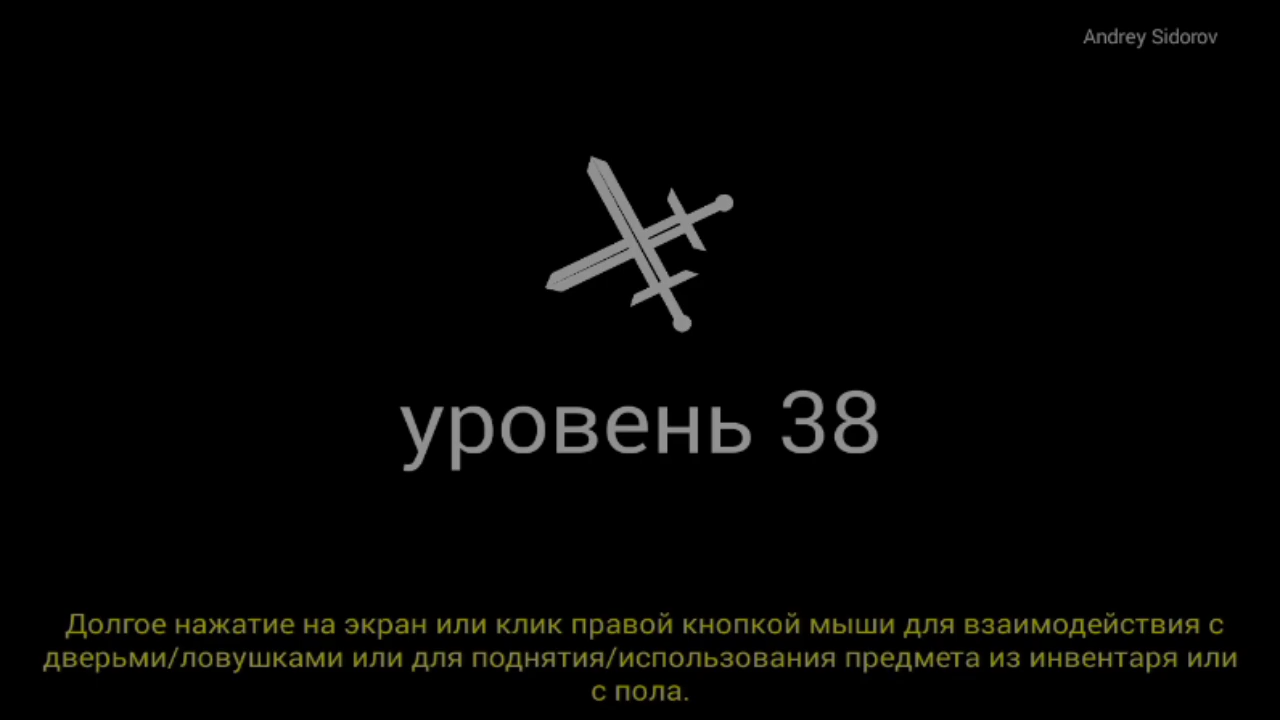 Andrey Sidorov
уровень 38
Долгое нажатие на экран или клик правой кнопкой мыши для взаимодействия с
дверьми/ловушками или для поднятия/использования предмета из инвентаря или
с пола.